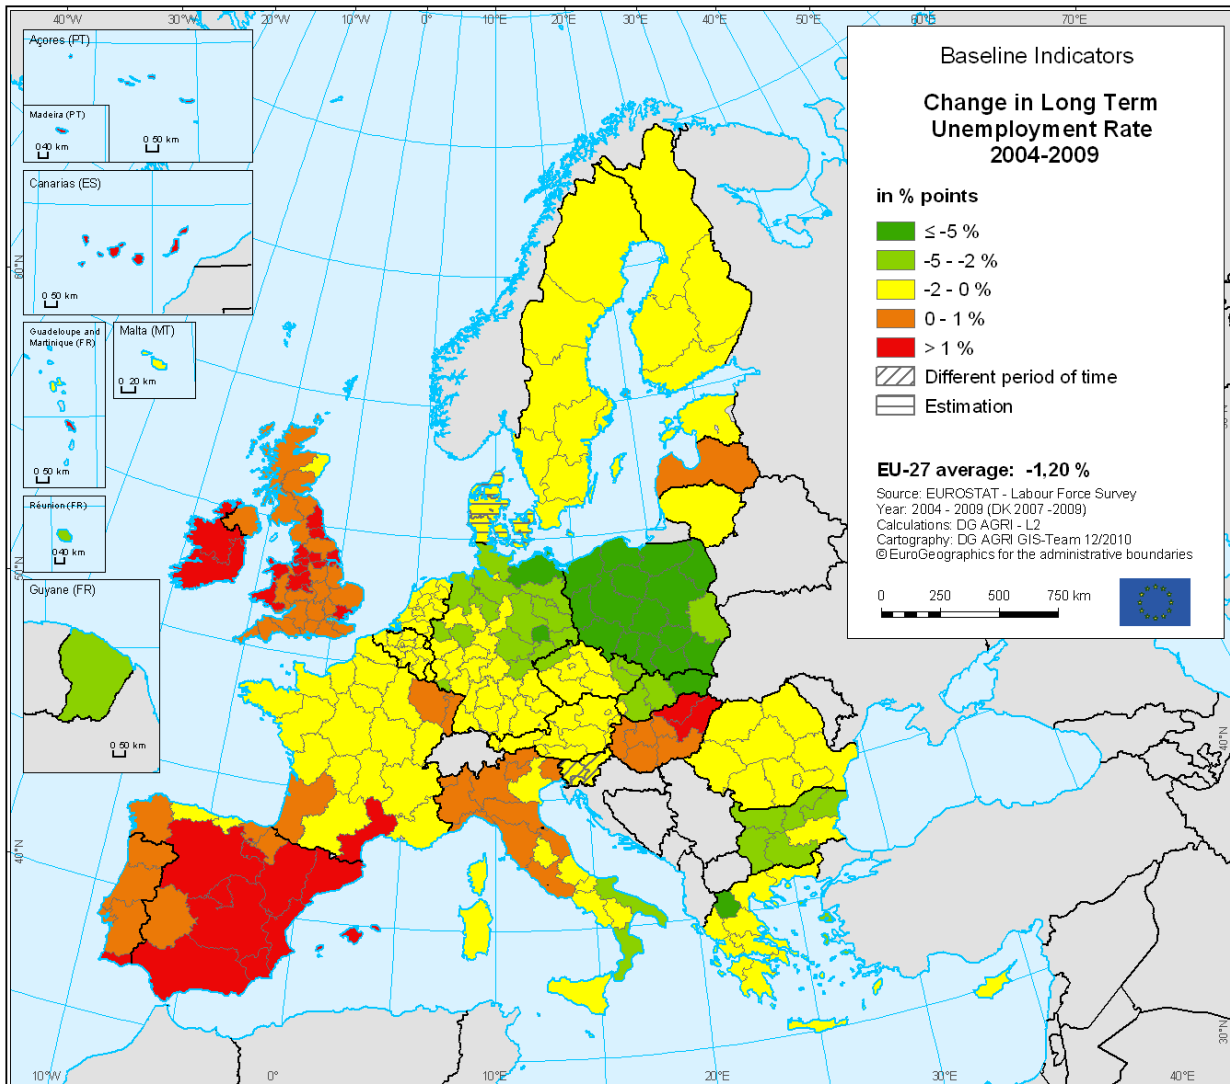 40°W
30°W
20°W
10°W
0°
10°E
20°E
30°E
40°E
50°E
60°E
70°E
Açores (PT)
Madeira (PT)
0 40 km
0 50 km
Canarias (ES)
0 50 km
Guadeloupe and
Martinique (FR)
0 50 km
Malta (MT)
0 20 km
Réunion (FR)
0 40 km
Guyane (FR)
0 50 km
60°N
50°N
40°N
Baseline Indicators
Change in Long Term
Unemployment Rate
2004-2009
in % points
≤ -5 %
-5 - -2 %
-2 - 0 %
0 - 1 %
> 1 %
Different period of time
Estimation
EU-27 average: -1,20 %
Source: EUROSTAT - Labour Force Survey
Year: 2004 - 2009 (DK 2007 -2009)
Calculations: DG AGRI - L2
Cartography: DG AGRI GIS-Team 12/2010
© EuroGeographics for the administrative boundaries
0 250 500 750 km
40°N
30°N
10°W
0°
10°E
20°E
30°E
40°E